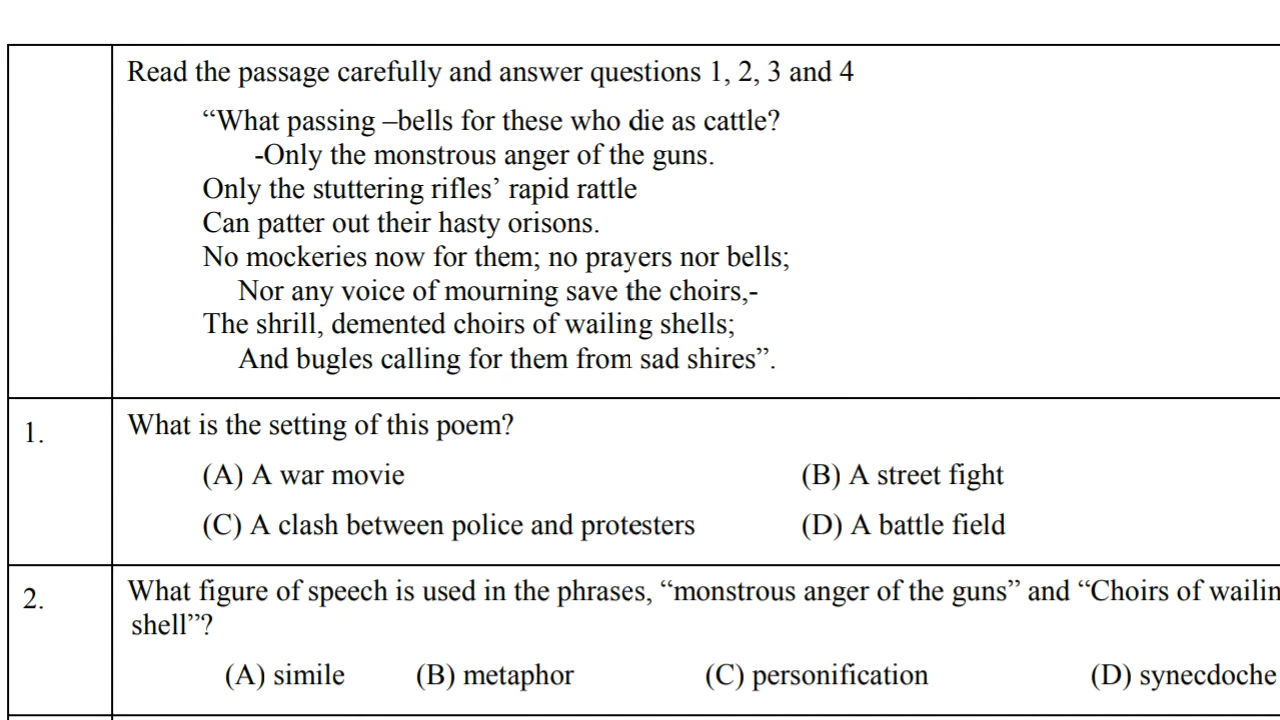 Read the passage carefully and answer questions 1, 2, 3 and 4
“What passing –bells for these who die as cattle?
-Only the monstrous anger of the guns.
Only the stuttering rifles’ rapid rattle
Can patter out their hasty orisons.
No mockeries now for them; no prayers nor bells;
Nor any voice of mourning save the choirs,-
The shrill, demented choirs of wailing shells;
And bugles calling for them from sad shires”.
1.
What is the setting of this poem?
(A) A war movie (B) A street fight
(C) A clash between police and protesters (D) A battle field
2.
What figure of speech is used in the phrases, “monstrous anger of the guns” and “Choirs of wailin
shell”?
(A) simile (B) metaphor (C) personification (D) synecdoche